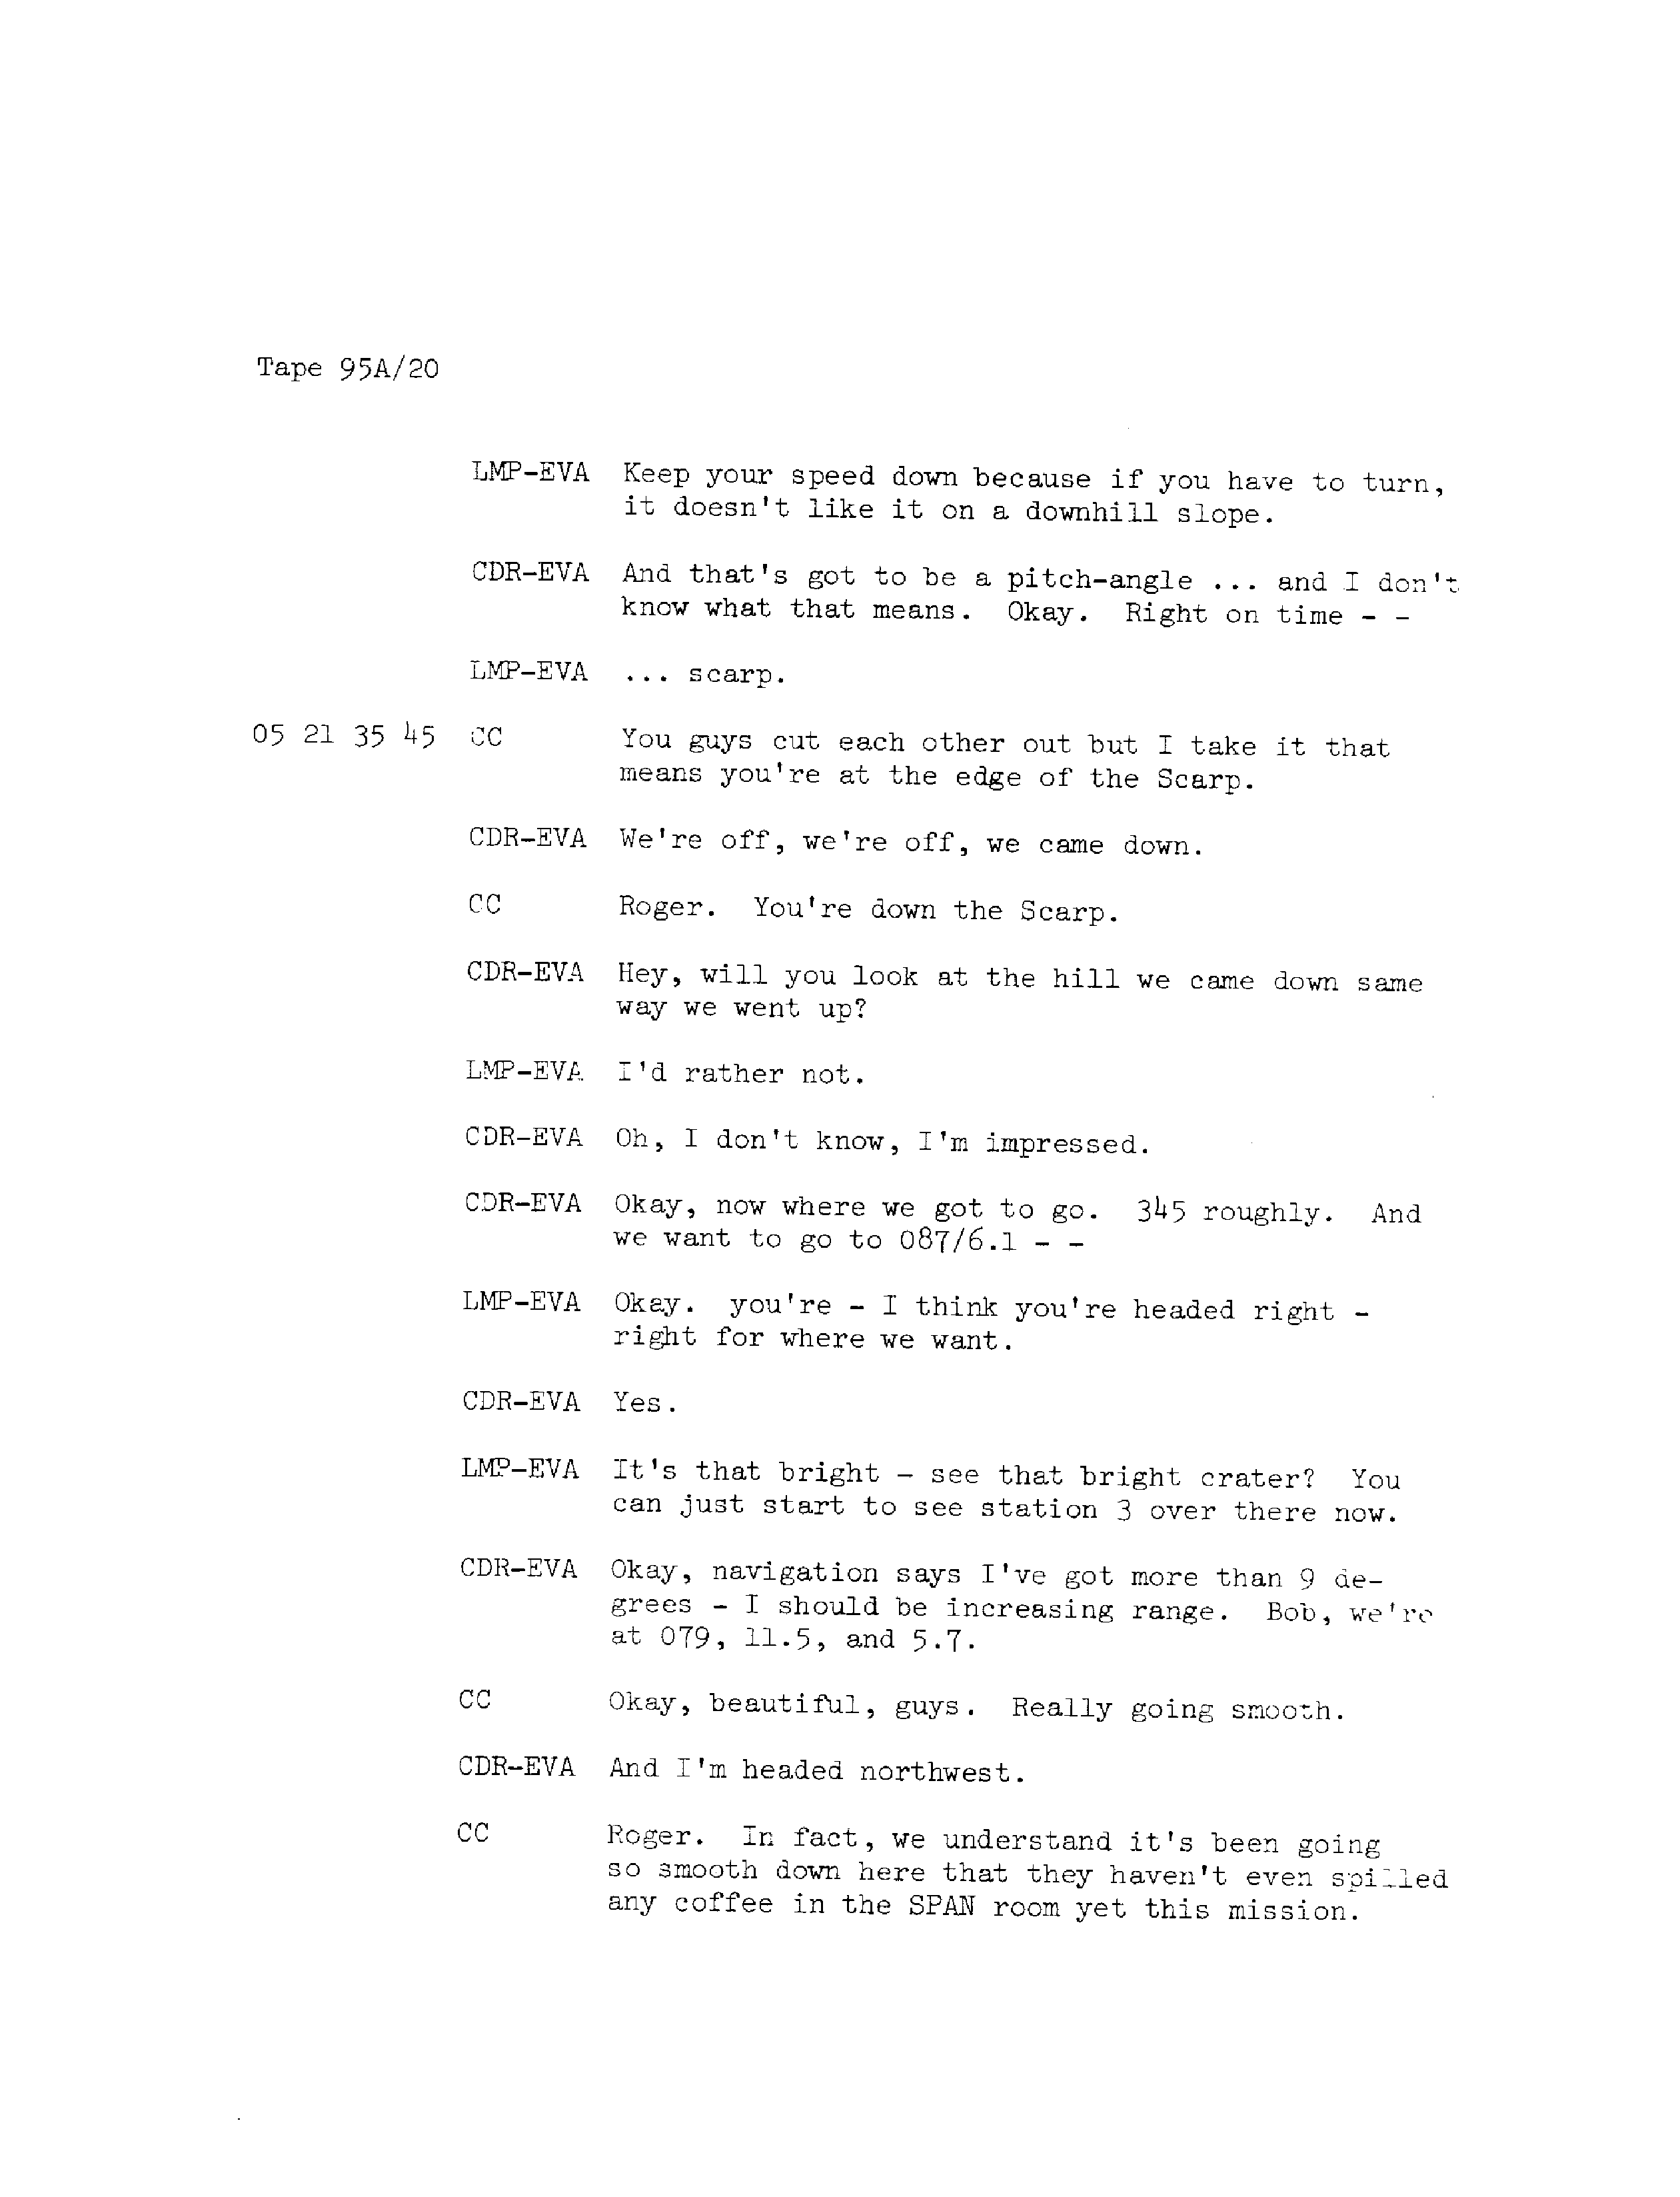 Tape 95A/20
LMP-EVA Keep your speed down because if you have to turn,
it doesn't like it on a downhill slope.
CDR-EVA And that's got to be a pitch-angle ... and I don't
know what that means. Okay. Right on time - -
LMP-EVA ... scarp.
05 21 35 45 CC You guys cut each other out but I take it that
means you're at the edge of the Scarp.
CDR-EVA We're off, we're off, we came down.
CC Roger. You're down the Scarp.
CDR-EVA Hey, will you look at the hill we came down same
way we went up?
LMP-EVA I'd rather not.
CDR-EVA Oh, I don't know, I'm impressed.
CDR-EVA Okay, now where we got to go. 345 roughly. And
we want to go to 087/6.1 - -
LMP-EVA Okay. you're - I think you're headed right -
right for where we want.
CDR-EVA Yes.
LMP-EVA It's that bright - see that bright crater? You
can just start to see station 3 over there now.
CDR-EVA Okay, navigation says I've got more than 9 de-
grees - I should be increasing range. Bob, we're
at 079, 11.5, and 5.7.
CC Okay, beautiful, guys. Really going smooth.
CDR-EVA And I'm headed northwest.
CC Roger. In fact, we understand it's been going
so smooth down here that they haven't even spilled
any coffee in the SPAN room yet this mission.